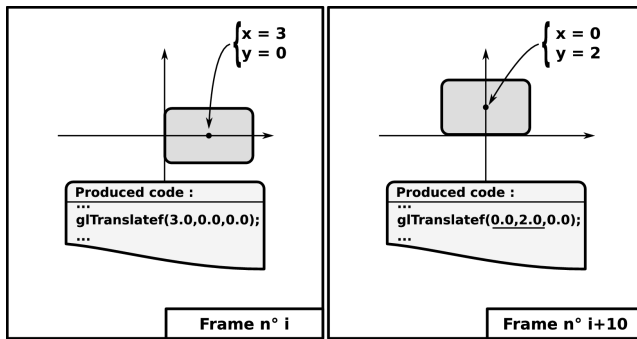 x = 3
y = 0
Produced code :
...
glTranslatef(3.0,0.0,0.0);
...
Frame n° i
x = 0
y = 2
Produced code :
...
glTranslatef(0.0,2.0,0.0);
...
Frame n° i+10